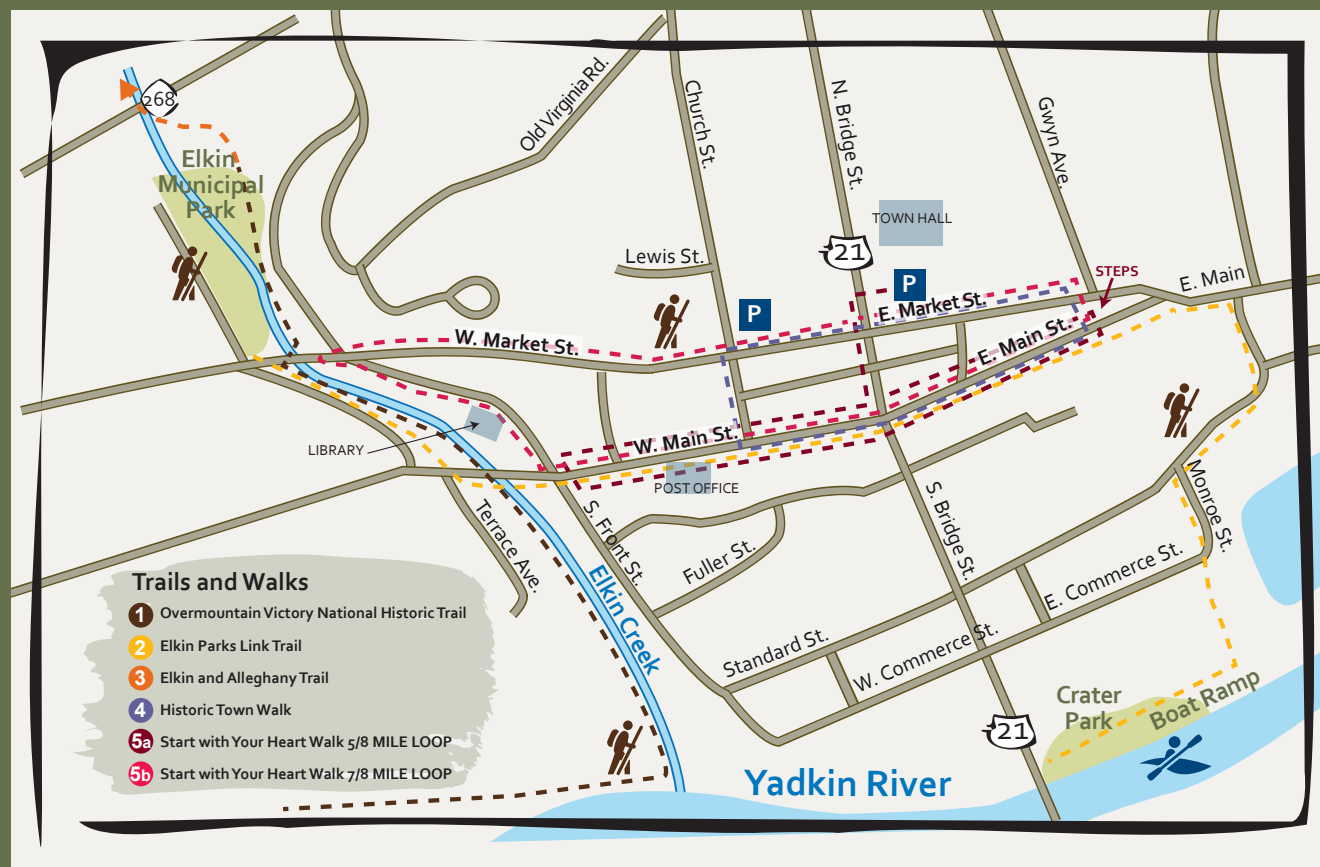 268
Elkin
Municipal
Park
Old Virginia Rd.
Church St.
N. Bridge St.
Gwyn Ave.
TOWN HALL
21
Lewis St.
P
P
STEPS
E. Main
E. Market St.
W. Market St.
E. Main St.
W. Main St.
LIBRARY
POST OFFICE
Terrace Ave.
S. Front St.
Fuller St.
S. Bridge St.
Monroe St.
E. Commerce St.
Elkin Creek
Standard St.
W. Commerce St.
Trails and Walks
1 Overmountain Victory National Historic Trail
2 Elkin Parks Link Trail
3 Elkin and Alleghany Trail
4 Historic Town Walk
5a Start with Your Heart Walk 5/8 MILE LOOP
5b Start with Your Heart Walk 7/8 MILE LOOP
Crater
Park
Boat Ramp
21
Yadkin River